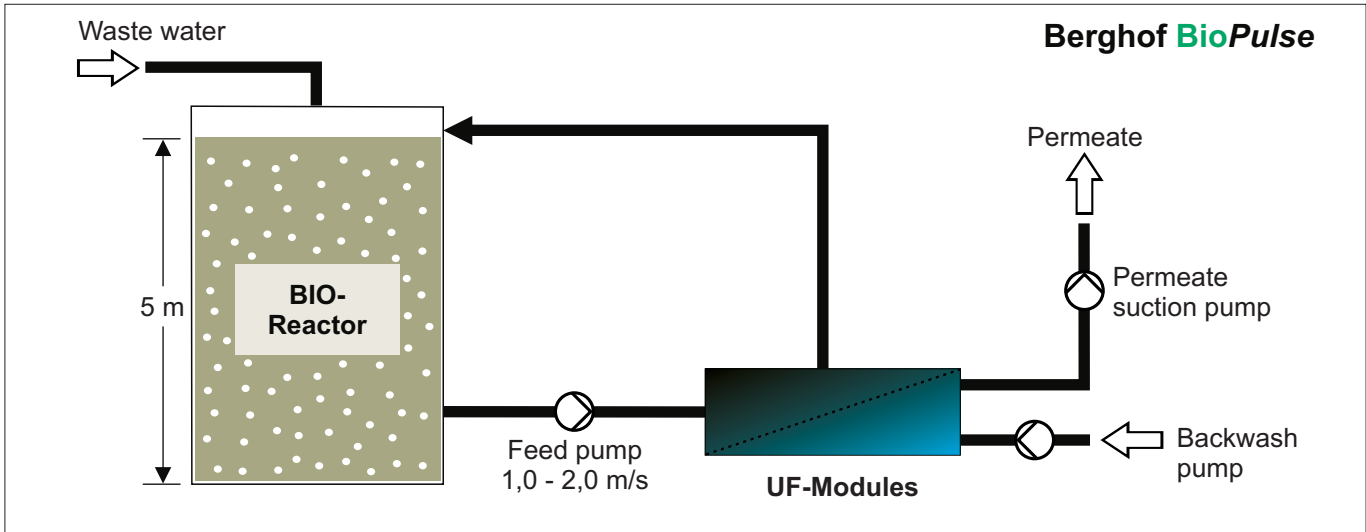 Waste water
Berghof BioPulse
Permeate
5 m
BIO-
Reactor
Permeate
suction pump
Feed pump
1,0 - 2,0 m/s
UF-Modules
Backwash
pump